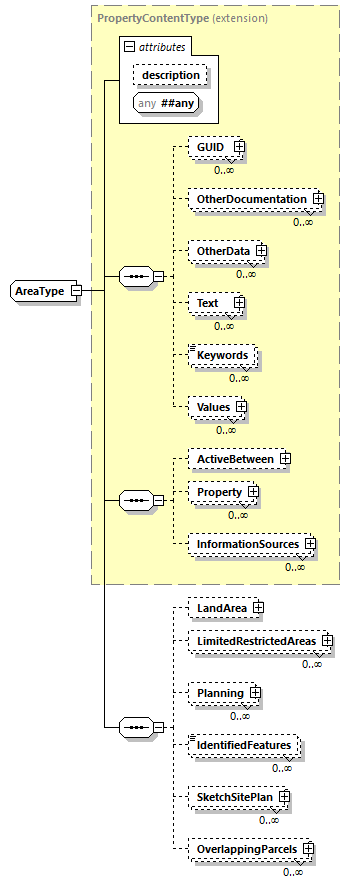 PropertyContentType (extension)
attributes
description
any ##any
GUID
0..∞
OtherDocumentation
0..∞
OtherData
0..∞
AreaType
Text
0..∞
Keywords
0..∞
Values
0..∞
ActiveBetween
Property
0..∞
InformationSources
0..∞
LandArea
LimitedRestrictedAreas
0..∞
Planning
0..∞
IdentifiedFeatures
0..∞
SketchSitePlan
0..∞
OverlappingParcels
0..∞